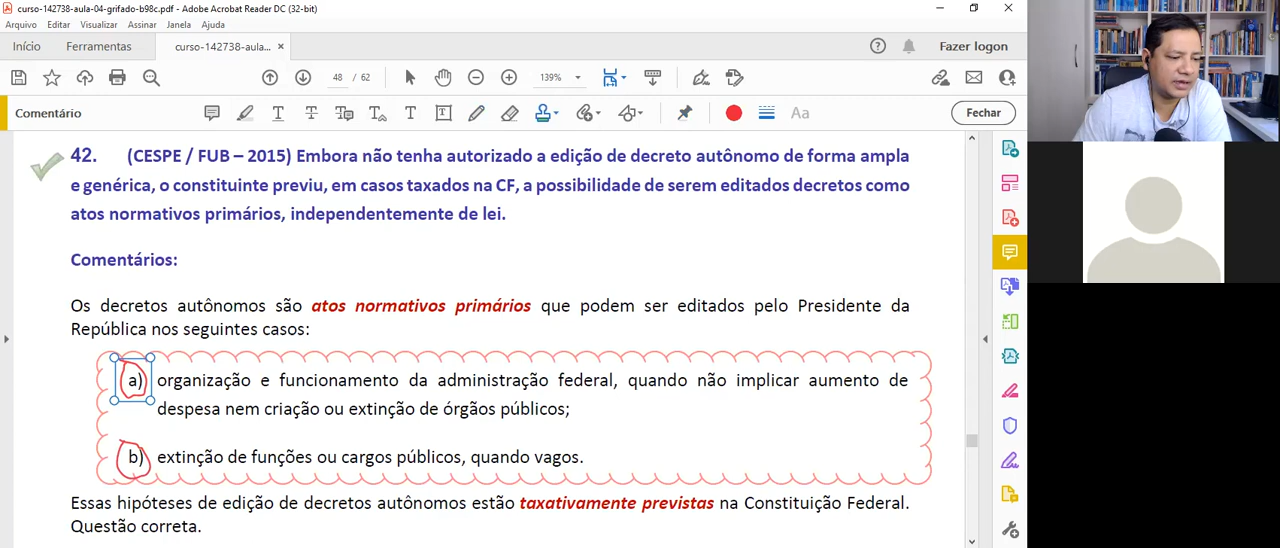 curso-142738-aula-04-grifado-b98c.pdf - Adobe Acrobat Reader DC (32-bit)
Arquivo Editar Visualizar Assinar Janela Ajuda
Início Ferramentas curso-142738-aula... × Fazer logon
48 / 62 139%
Comentário Aa Fechar
42. (CESPE / FUB – 2015) Embora não tenha autorizado a edição de decreto autônomo de forma ampla
e genérica, o constituinte previu, em casos taxados na CF, a possibilidade de serem editados decretos como
atos normativos primários, independentemente de lei.
Comentários:
Os decretos autônomos são atos normativos primários que podem ser editados pelo Presidente da
República nos seguintes casos:
a) organização e funcionamento da administração federal, quando não implicar aumento de
despesa nem criação ou extinção de órgãos públicos;
b) extinção de funções ou cargos públicos, quando vagos.
Essas hipóteses de edição de decretos autônomos estão taxativamente previstas na Constituição Federal.
Questão correta.